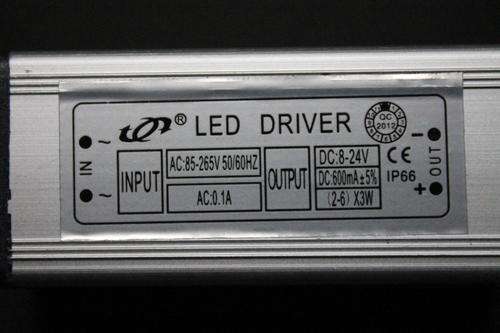 ® LED DRIVER
QC
2012
IN
~
~
INPUT
AC:85-265V 50/60HZ
AC:0.1A
OUTPUT
DC:8-24V
DC:600mA±5%
(2-6) X3W
CE
IP66
−
OUT
+